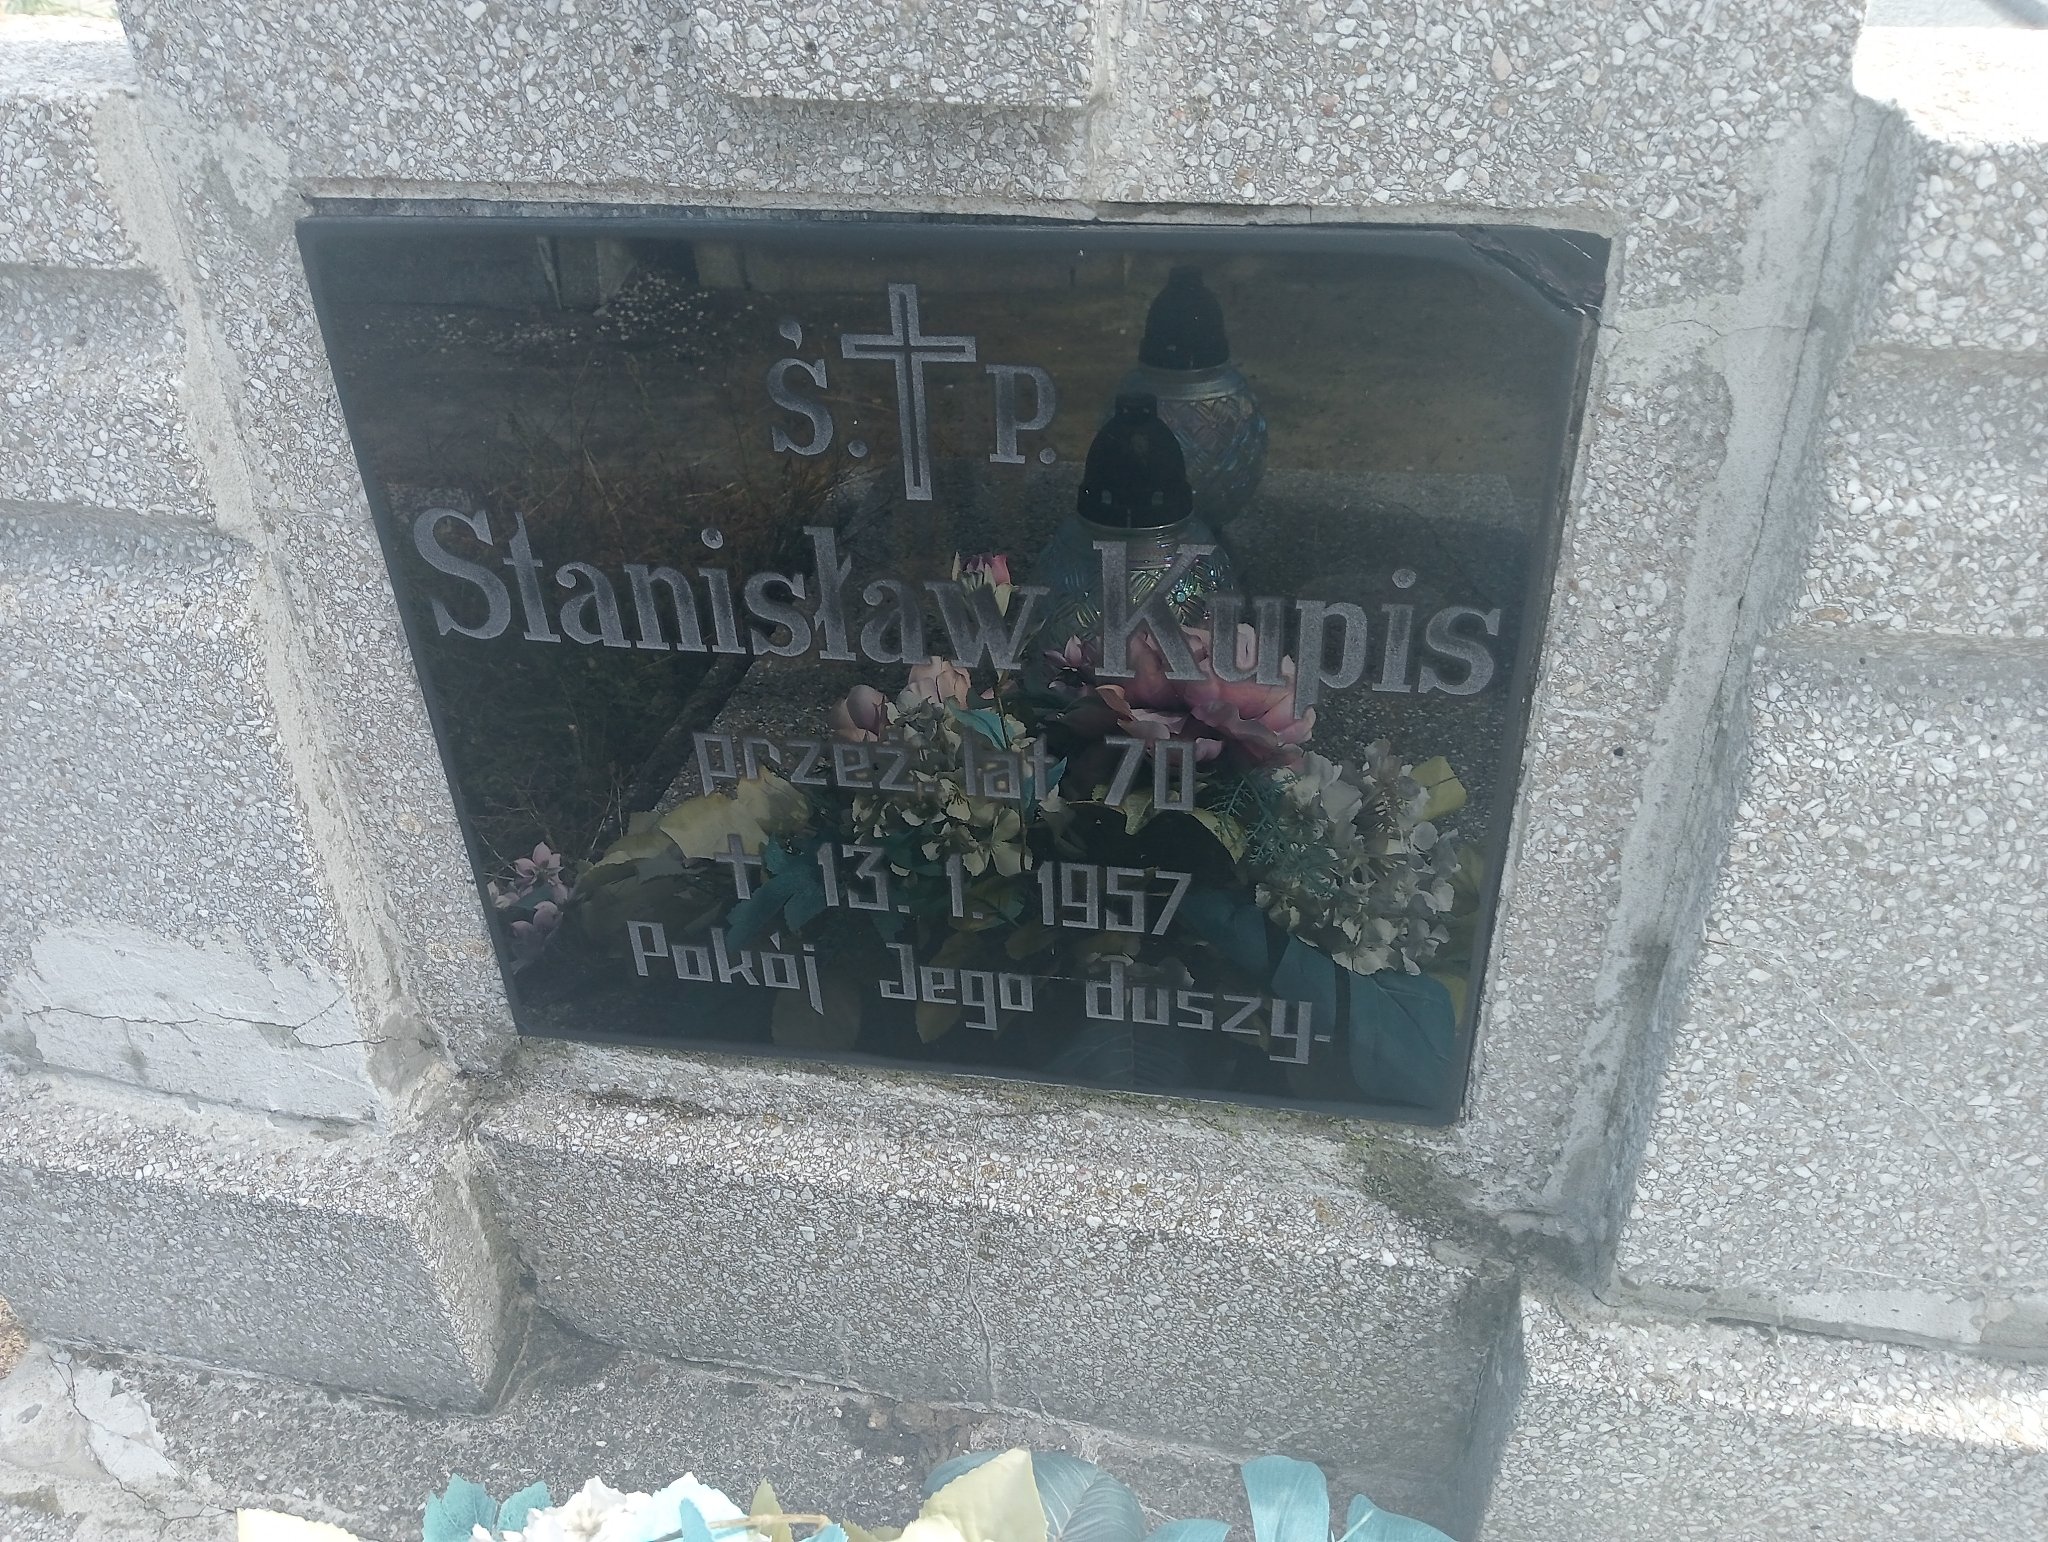 Ś. P.
Stanisław Kupis
przeż. lat 70
† 13. 1. 1957
Pokój Jego duszy.